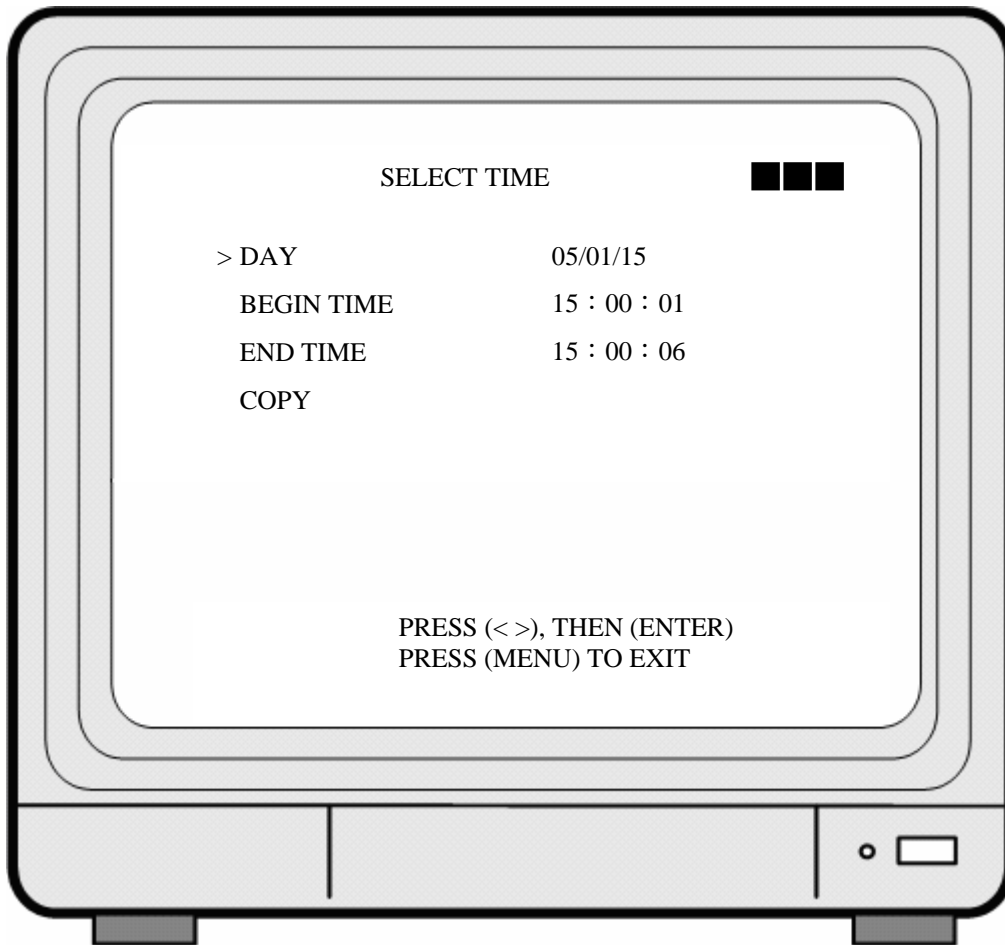 SELECT TIME
> DAY 05/01/15
BEGIN TIME 15：00：01
END TIME 15：00：06
COPY
PRESS (< >), THEN (ENTER)
PRESS (MENU) TO EXIT